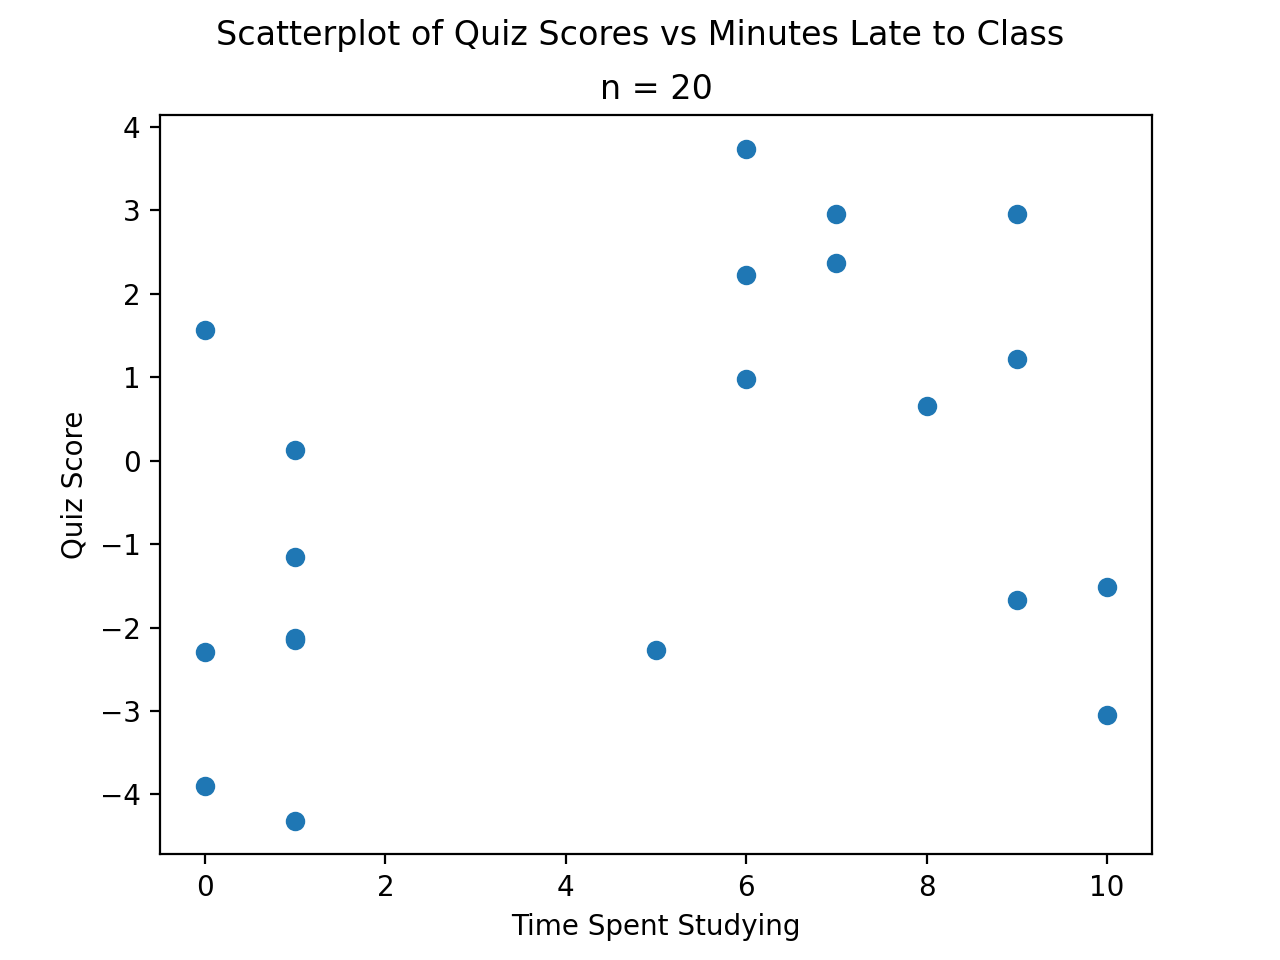 Scatterplot of Quiz Scores vs Minutes Late to Class
n = 20
4
3
2
1
0
−1
−2
−3
−4
Quiz Score
0 2 4 6 8 10
Time Spent Studying